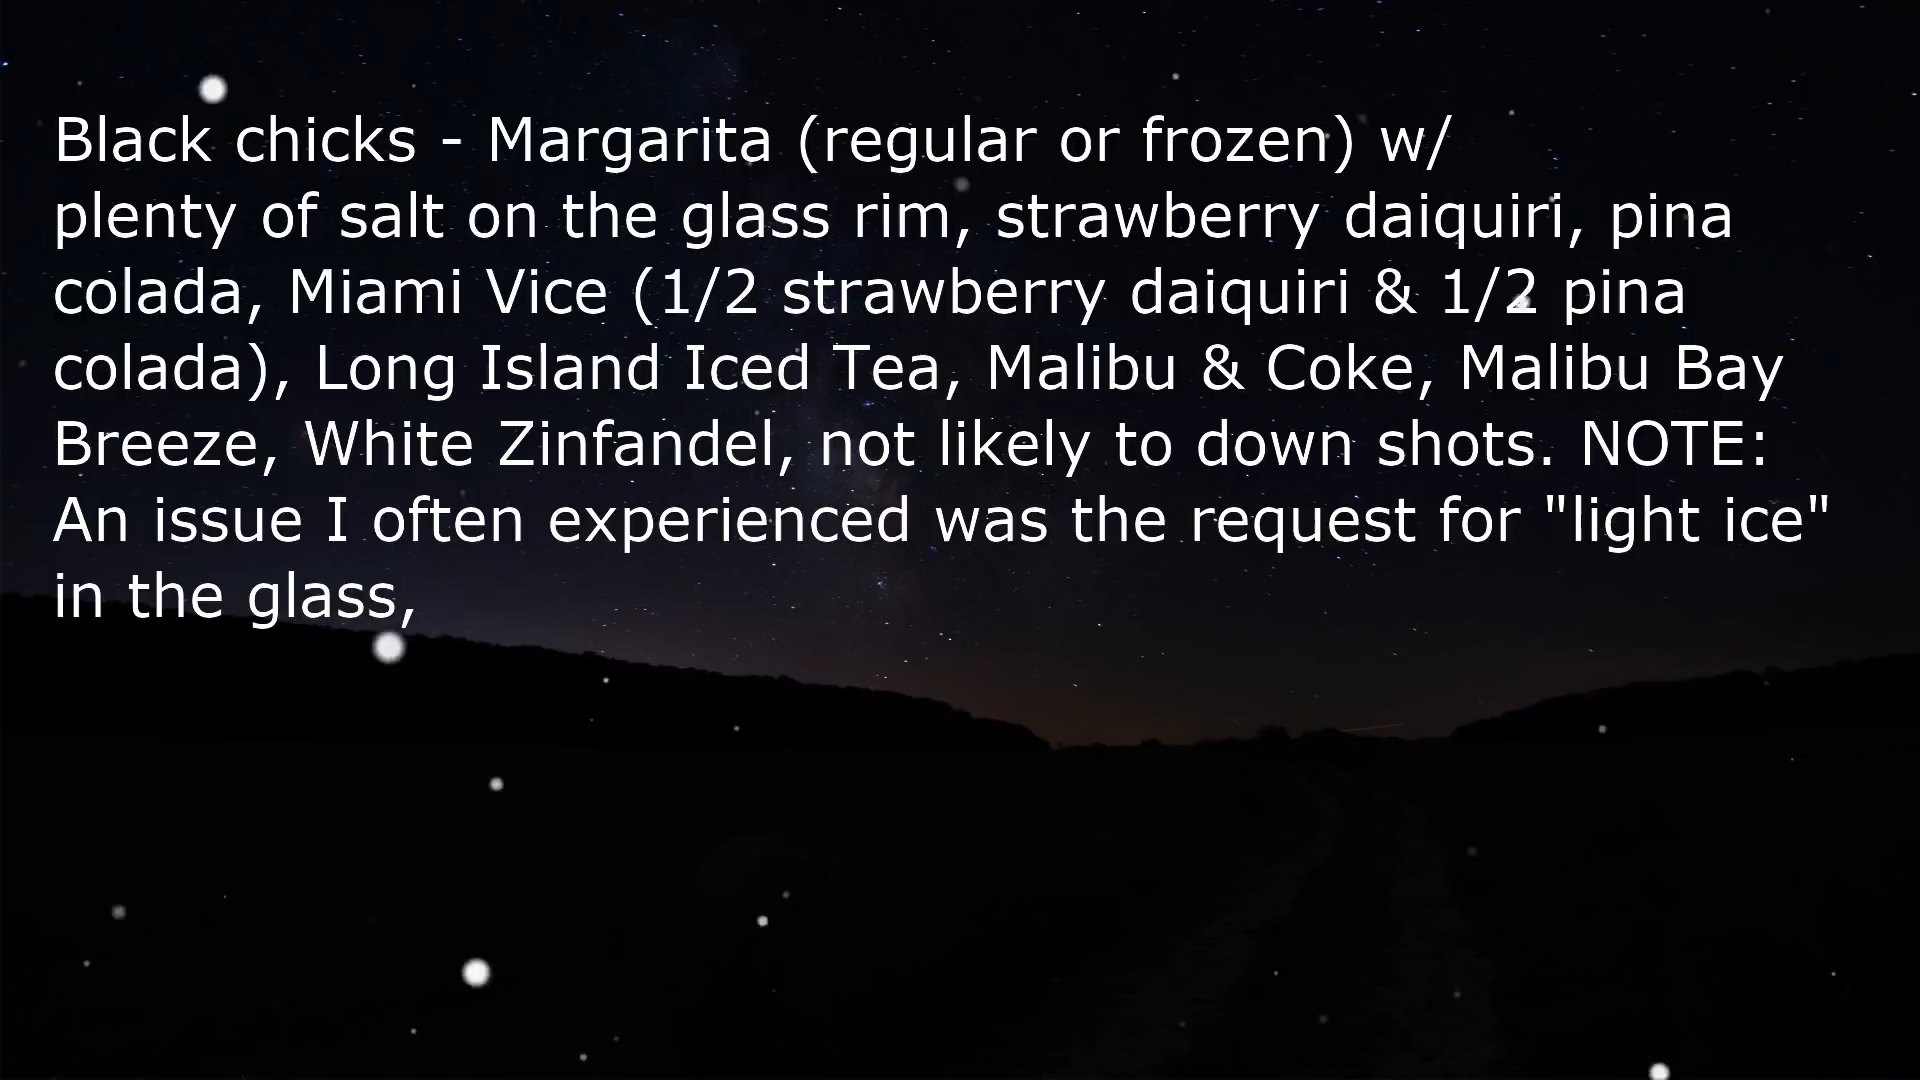 Black chicks - Margarita (regular or frozen) w/
plenty of salt on the glass rim, strawberry daiquiri, pina
colada, Miami Vice (1/2 strawberry daiquiri & 1/2 pina
colada), Long Island Iced Tea, Malibu & Coke, Malibu Bay
Breeze, White Zinfandel, not likely to down shots. NOTE:
An issue I often experienced was the request for "light ice"
in the glass,